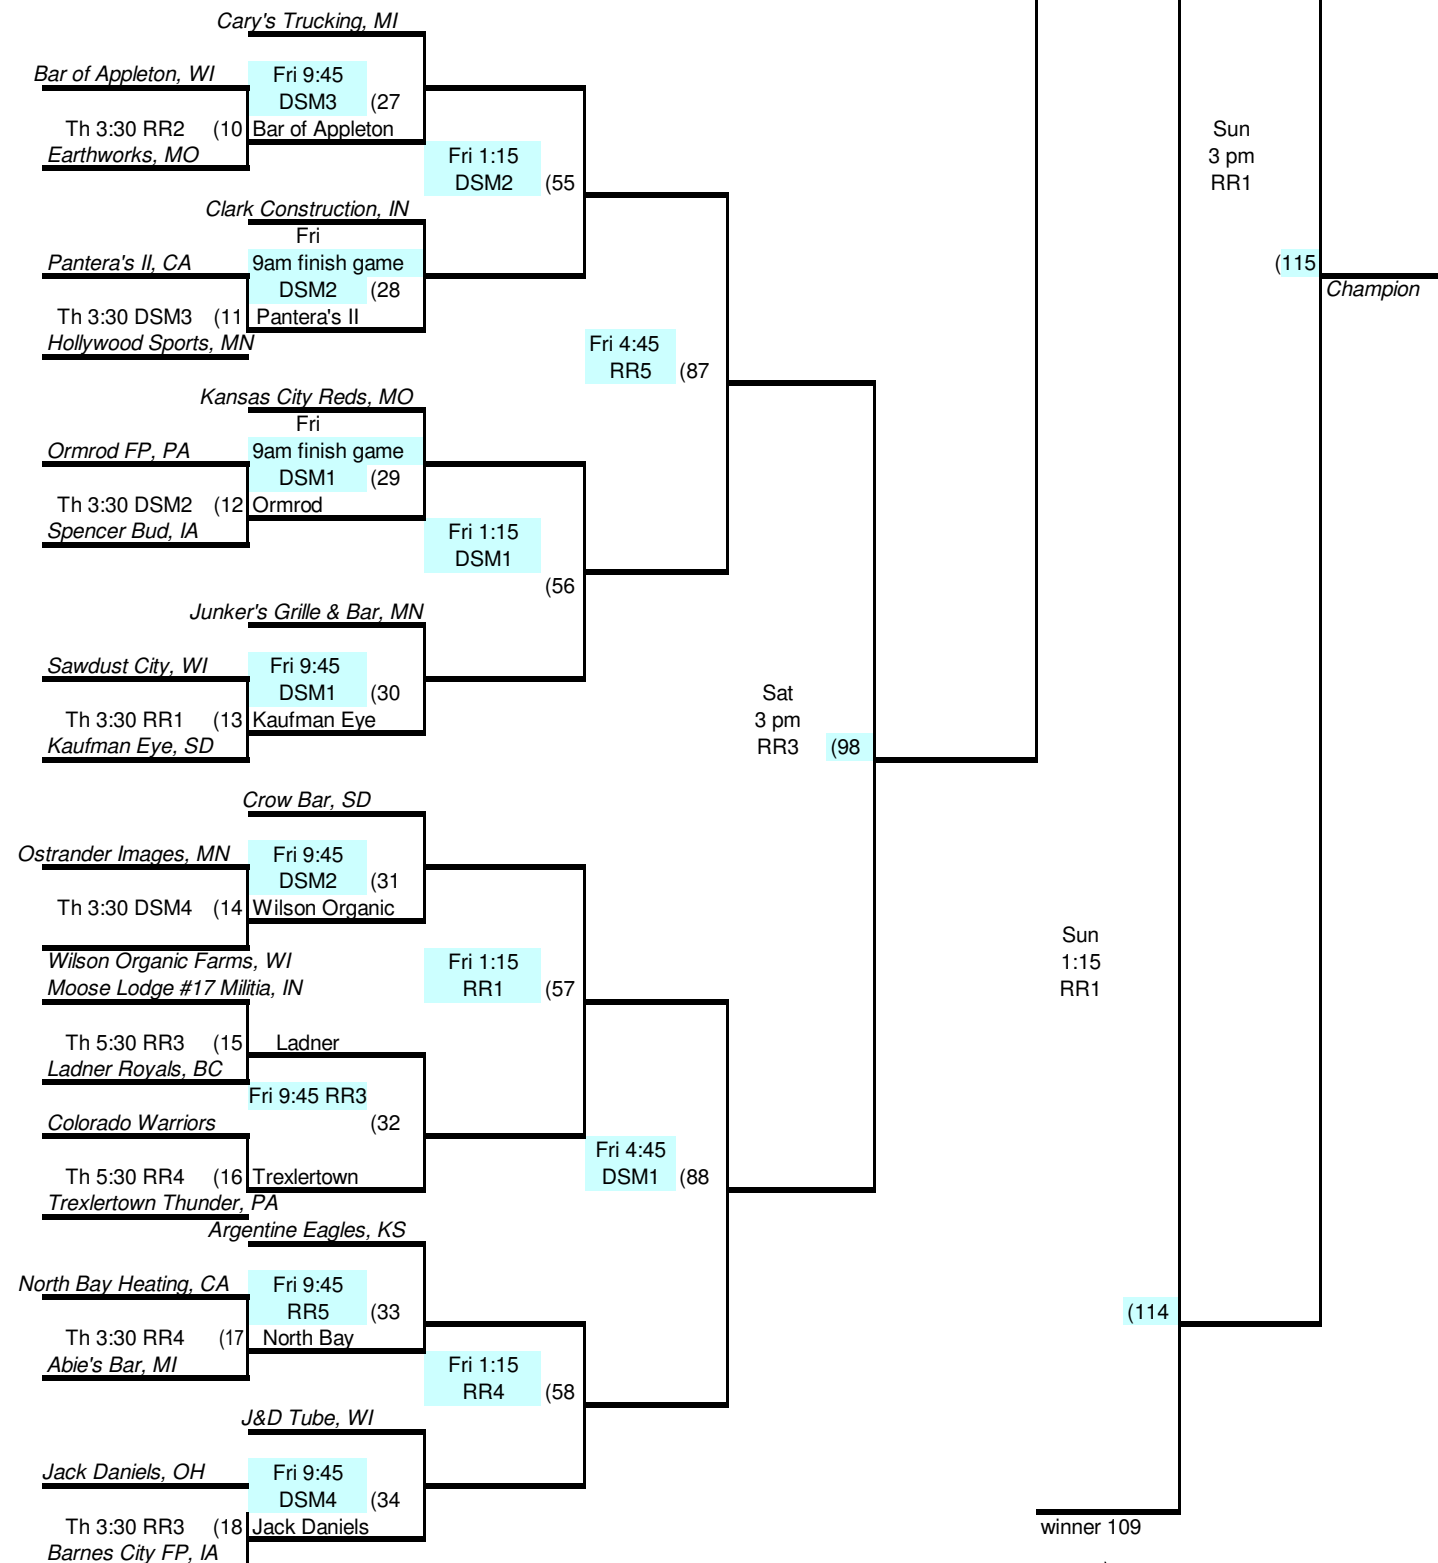 Cary's Trucking, MI
Bar of Appleton, WI
Fri 9:45
DSM3 (27
Th 3:30 RR2 (10 Bar of Appleton
Earthworks, MO
Fri 1:15
DSM2 (55
Sun
3 pm
RR1
Clark Construction, IN
Fri
Pantera's II, CA
9am finish game
DSM2 (28
Th 3:30 DSM3 (11 Pantera's II
Hollywood Sports, MN
(115
Champion
Fri 4:45
RR5 (87
Kansas City Reds, MO
Fri
Ormrod FP, PA
9am finish game
DSM1 (29
Th 3:30 DSM2 (12 Ormrod
Spencer Bud, IA
Fri 1:15
DSM1
(56
Junker's Grille & Bar, MN
Sawdust City, WI
Fri 9:45
DSM1 (30
Th 3:30 RR1 (13 Kaufman Eye
Kaufman Eye, SD
Sat
3 pm
RR3 (98
Crow Bar, SD
Ostrander Images, MN
Fri 9:45
DSM2 (31
Th 3:30 DSM4 (14 Wilson Organic
Wilson Organic Farms, WI
Moose Lodge #17 Militia, IN
Fri 1:15
RR1 (57
Sun
1:15
RR1
Th 5:30 RR3 (15 Ladner
Ladner Royals, BC
Fri 9:45 RR3
(32
Colorado Warriors
Th 5:30 RR4 (16 Trexlertown
Trexlertown Thunder, PA
Fri 4:45
DSM1 (88
Argentine Eagles, KS
North Bay Heating, CA
Fri 9:45
RR5 (33
Th 3:30 RR4 (17 North Bay
Abie's Bar, MI
Fri 1:15
RR4 (58
(114
J&D Tube, WI
Jack Daniels, OH
Fri 9:45
DSM4 (34
Th 3:30 RR3 (18 Jack Daniels
Barnes City FP, IA
winner 109